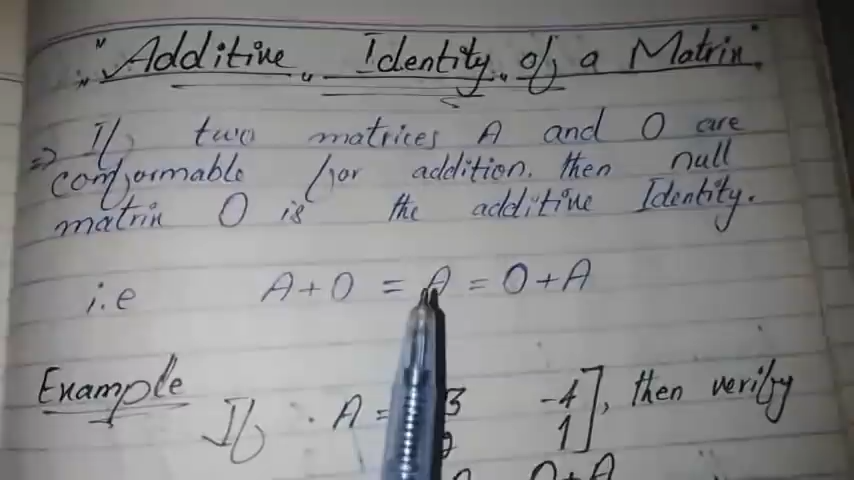 "Additive Identity of a Matrix"
⇒ If two matrices A and O are
conformable for addition. then null
matrix O is the additive Identity.
i.e A + O = A = O + A
Example
If A = 3 -4 ], then verify
1
O + A